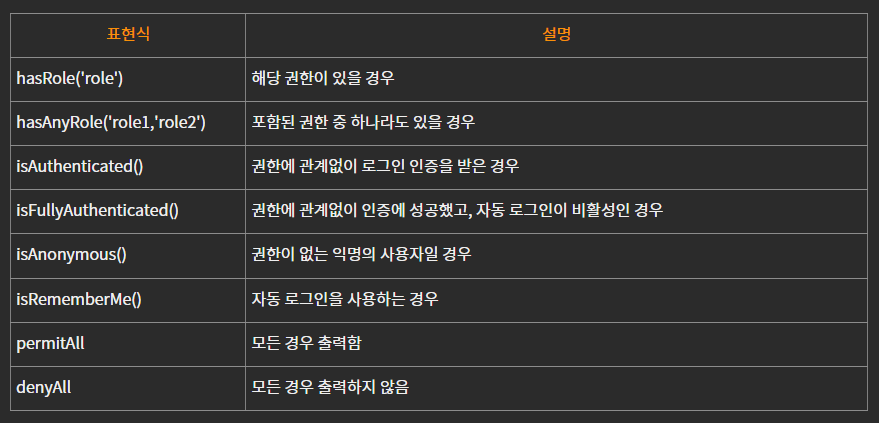 표현식 설명
hasRole('role') 해당 권한이 있을 경우
hasAnyRole('role1,'role2') 포함된 권한 중 하나라도 있을 경우
isAuthenticated() 권한에 관계없이 로그인 인증을 받은 경우
isFullyAuthenticated() 권한에 관계없이 인증에 성공했고, 자동 로그인이 비활성인 경우
isAnonymous() 권한이 없는 익명의 사용자일 경우
isRememberMe() 자동 로그인을 사용하는 경우
permitAll 모든 경우 출력함
denyAll 모든 경우 출력하지 않음